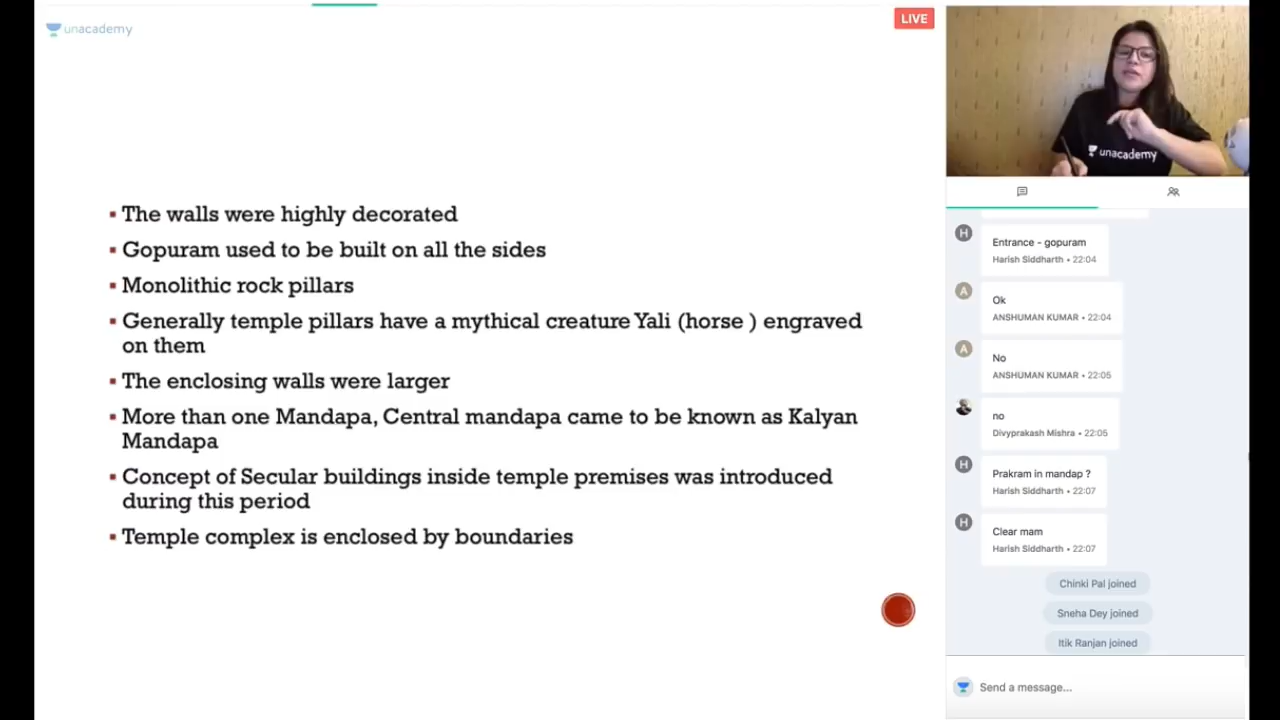 unacademy
LIVE
▪ The walls were highly decorated
▪ Gopuram used to be built on all the sides
▪ Monolithic rock pillars
▪ Generally temple pillars have a mythical creature Yali (horse ) engraved
on them
▪ The enclosing walls were larger
▪ More than one Mandapa, Central mandapa came to be known as Kalyan
Mandapa
▪ Concept of Secular buildings inside temple premises was introduced
during this period
▪ Temple complex is enclosed by boundaries
unacademy
H
Entrance - gopuram
Harish Siddharth • 22:04
A
Ok
ANSHUMAN KUMAR • 22:04
A
No
ANSHUMAN KUMAR • 22:05
no
Divyprakash Mishra • 22:05
H
Prakram in mandap ?
Harish Siddharth • 22:07
H
Clear mam
Harish Siddharth • 22:07
Chinki Pal joined
Sneha Dey joined
Itik Ranjan joined
Send a message...